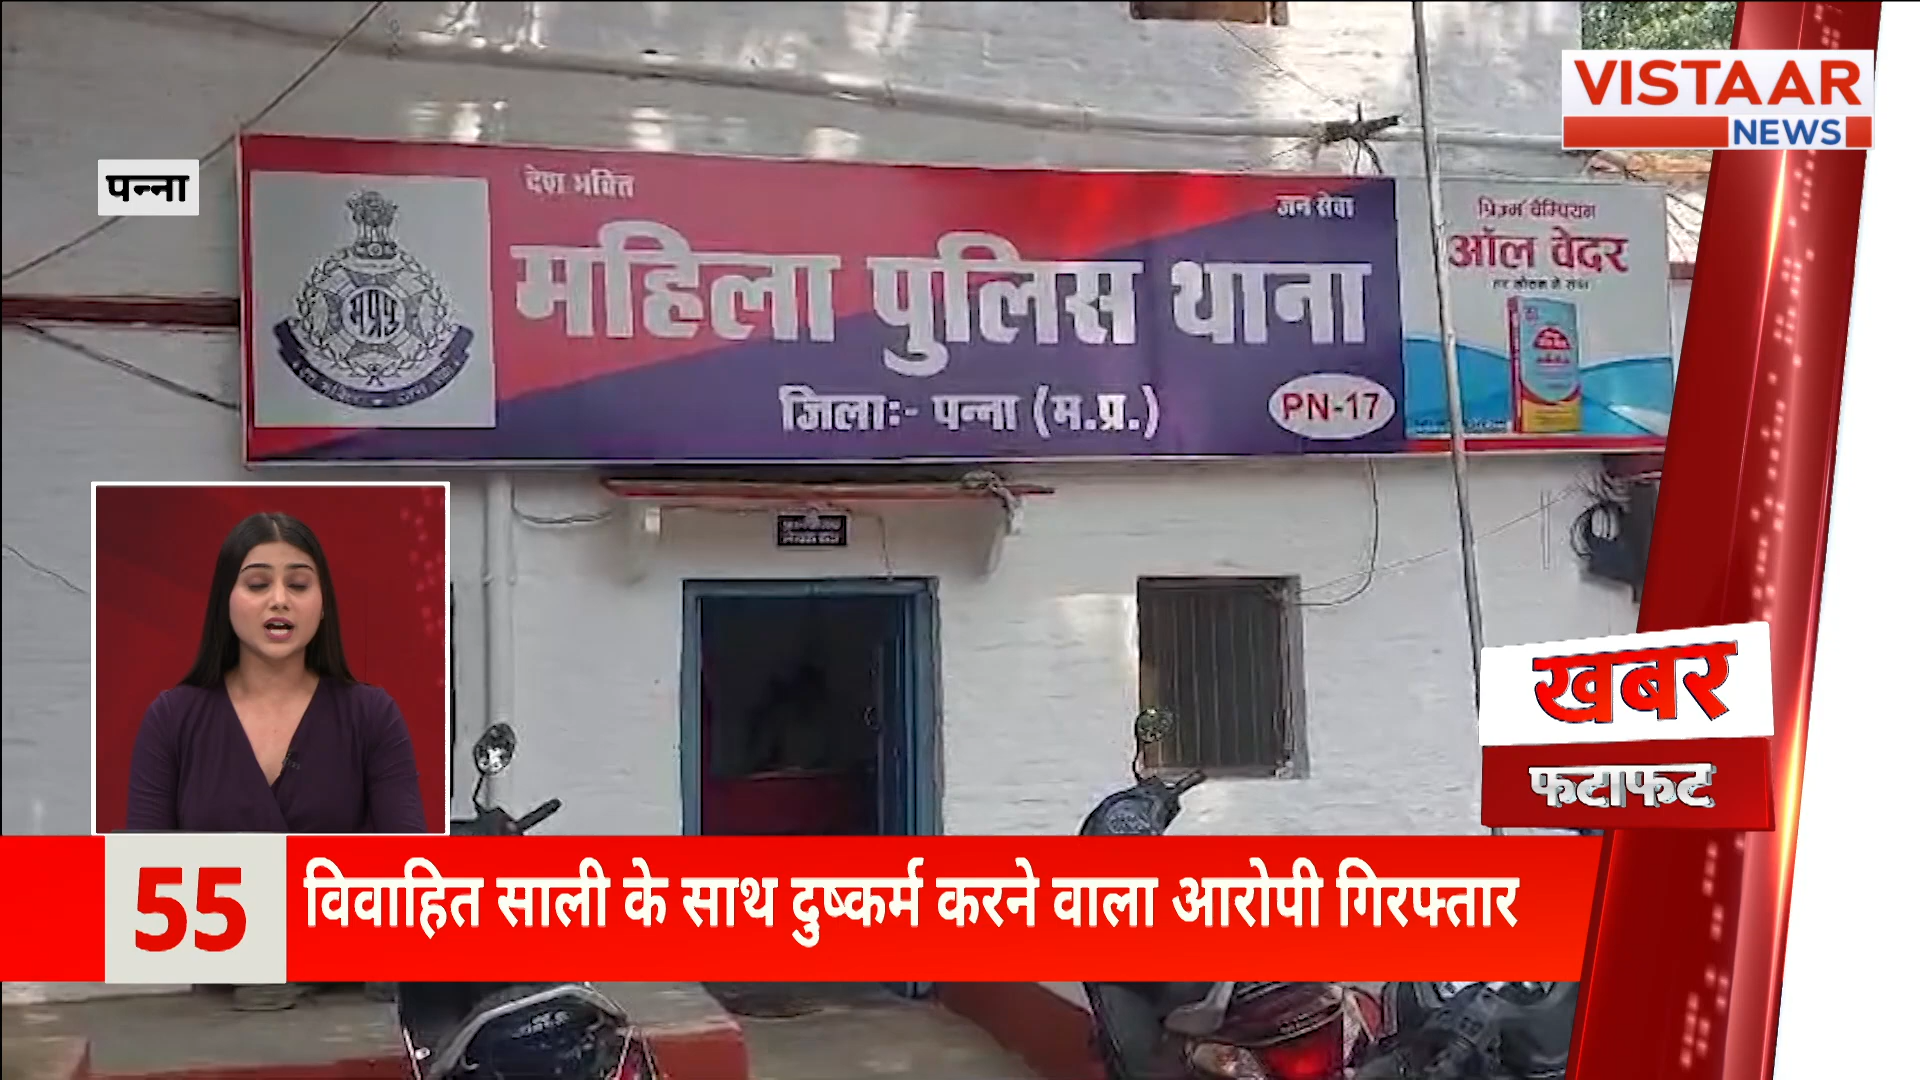 VISTAAR
NEWS
पन्ना
देश भक्ति
जन सेवा
महिला पुलिस थाना
जिलाः- पन्ना (म.प्र.)
PN-17
प्रिज्म चैम्पियन
ऑल वेदर
खबर
फटाफट
55
विवाहित साली के साथ दुष्कर्म करने वाला आरोपी गिरफ्तार